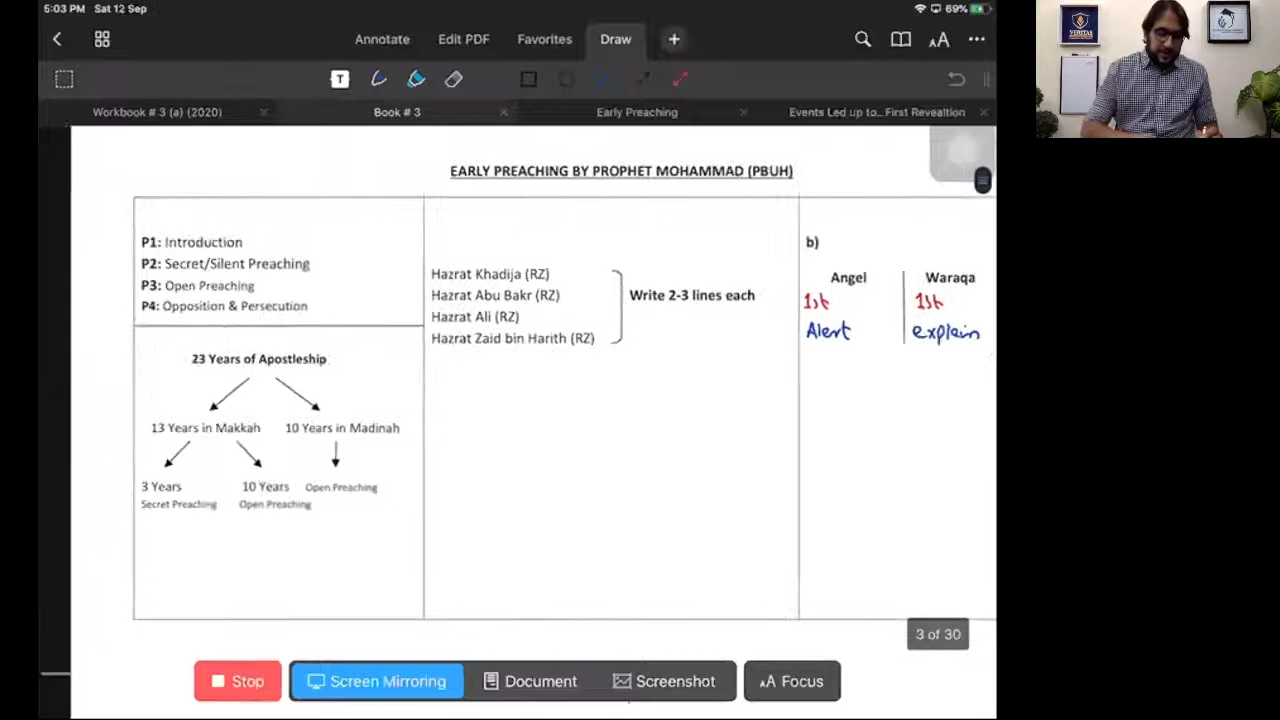 5:03 PM Sat 12 Sep
69%
Annotate Edit PDF Favorites Draw +
AA
T
Workbook # 3 (a) (2020) Book # 3 Early Preaching Events Led up to...First Revealtion
VERITAS
EARLY PREACHING BY PROPHET MOHAMMAD (PBUH)
P1: Introduction
P2: Secret/Silent Preaching
P3: Open Preaching
P4: Opposition & Persecution
23 Years of Apostleship
13 Years in Makkah 10 Years in Madinah
3 Years 10 Years Open Preaching
Secret Preaching Open Preaching
Hazrat Khadija (RZ)
Hazrat Abu Bakr (RZ)
Hazrat Ali (RZ)
Hazrat Zaid bin Harith (RZ)
Write 2-3 lines each
b)
Angel Waraqa
1st 1st
Alert explain
3 of 30
Stop Screen Mirroring Document Screenshot AA Focus